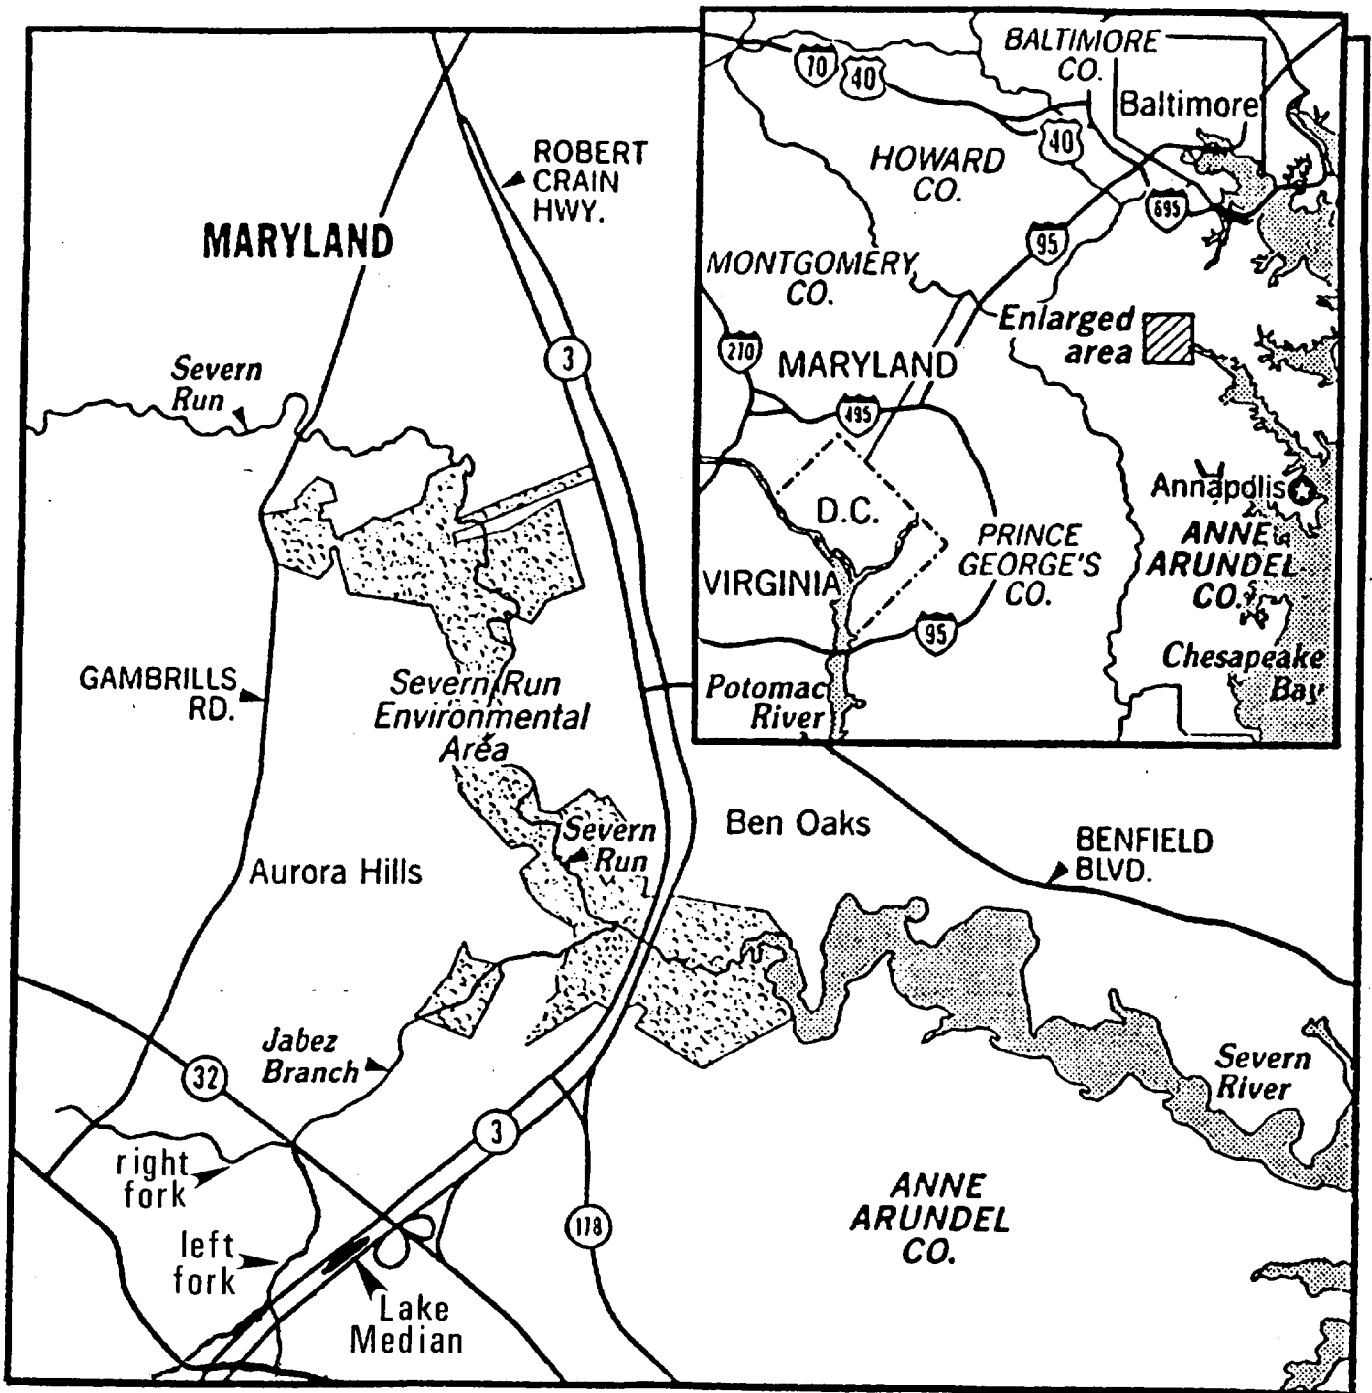 ROBERT
CRAIN
HWY.
MARYLAND
3
Severn
Run
GAMBRILLS
RD.
Severn Run
Environmental
Area
Severn
Run
Aurora Hills
Ben Oaks
BENFIELD
BLVD.
Jabez
Branch
32
3
right
fork
left
fork
Lake
Median
178
Severn
River
ANNE
ARUNDEL
CO.
BALTIMORE
CO.
70
40
Baltimore
40
HOWARD
CO.
695
95
MONTGOMERY
CO.
Enlarged
area
270
MARYLAND
495
Annapolis
D.C.
PRINCE
GEORGE'S
CO.
ANNE
ARUNDEL
CO.
VIRGINIA
95
Potomac
River
Chesapeake
Bay